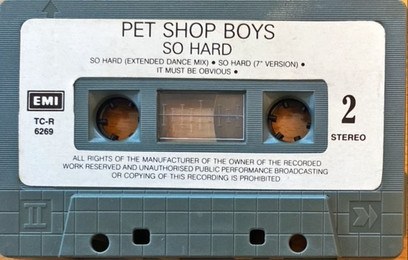 PET SHOP BOYS
SO HARD
SO HARD (EXTENDED DANCE MIX) • SO HARD (7" VERSION) •
IT MUST BE OBVIOUS •
EMI
TC-R
6269
2
STEREO
ALL RIGHTS OF THE MANUFACTURER OF THE OWNER OF THE RECORDED
WORK RESERVED AND UNAUTHORISED PUBLIC PERFORMANCE BROADCASTING
OR COPYING OF THIS RECORDING IS PROHIBITED
II